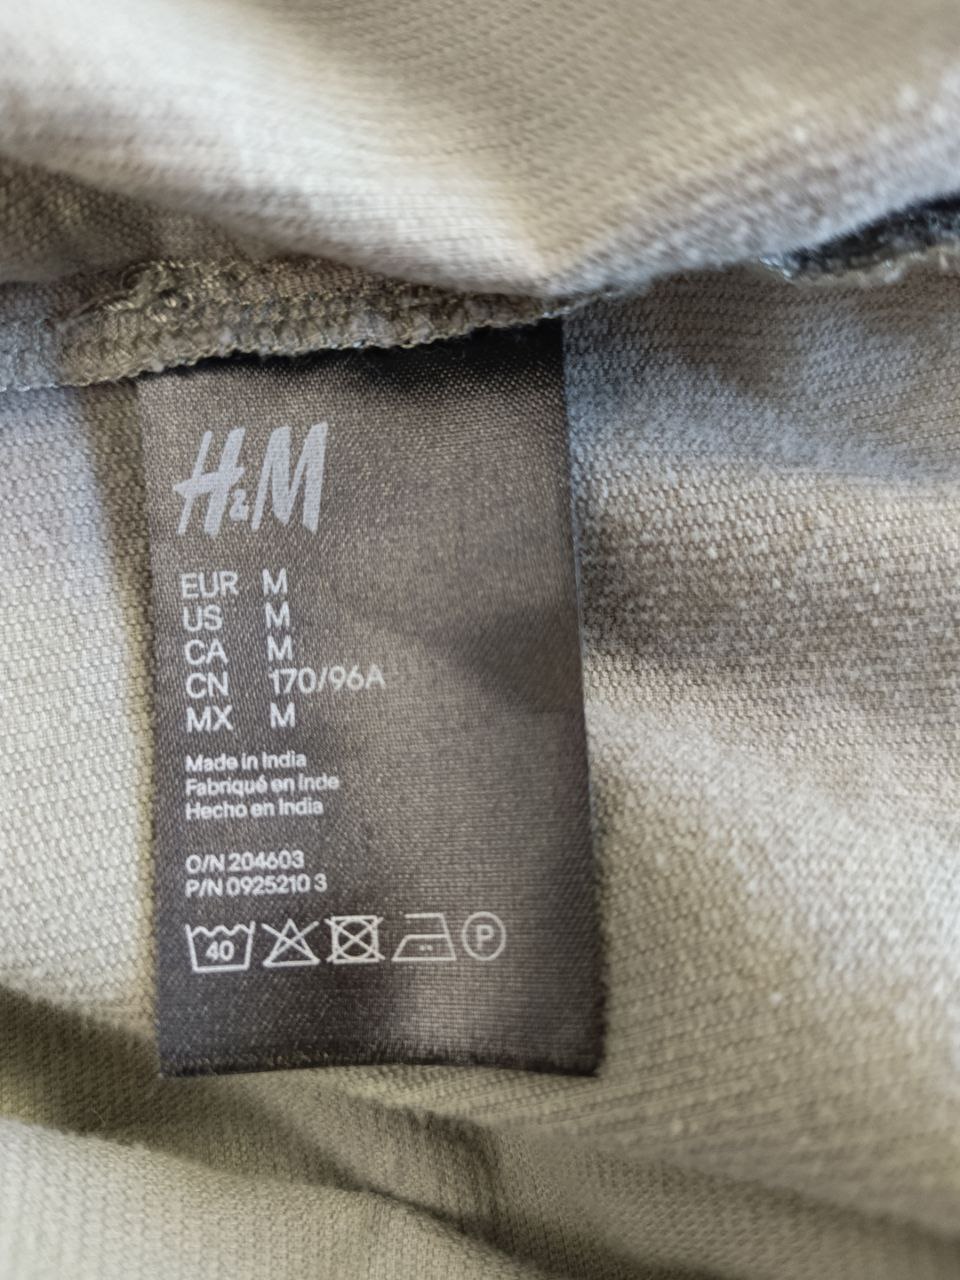 H&M
EUR M
US M
CA M
CN 170/96A
MX M
Made in India
Fabriqué en Inde
Hecho en India
O/N 204603
P/N 0925210 3
40
P